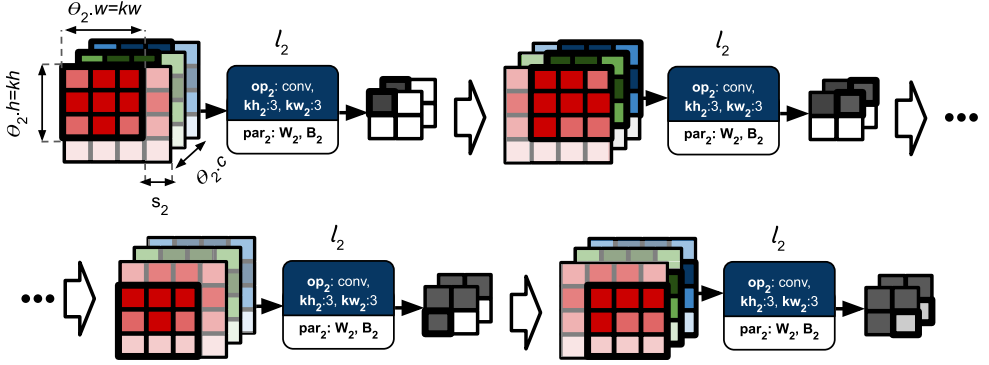 ϴ₂.w=kw
ϴ₂.h=kh
ϴ₂.c
s₂
l₂
op₂: conv,
kh₂:3, kw₂:3
par₂: W₂, B₂
l₂
op₂: conv,
kh₂:3, kw₂:3
par₂: W₂, B₂
•••
•••
l₂
op₂: conv,
kh₂:3, kw₂:3
par₂: W₂, B₂
l₂
op₂: conv,
kh₂:3, kw₂:3
par₂: W₂, B₂